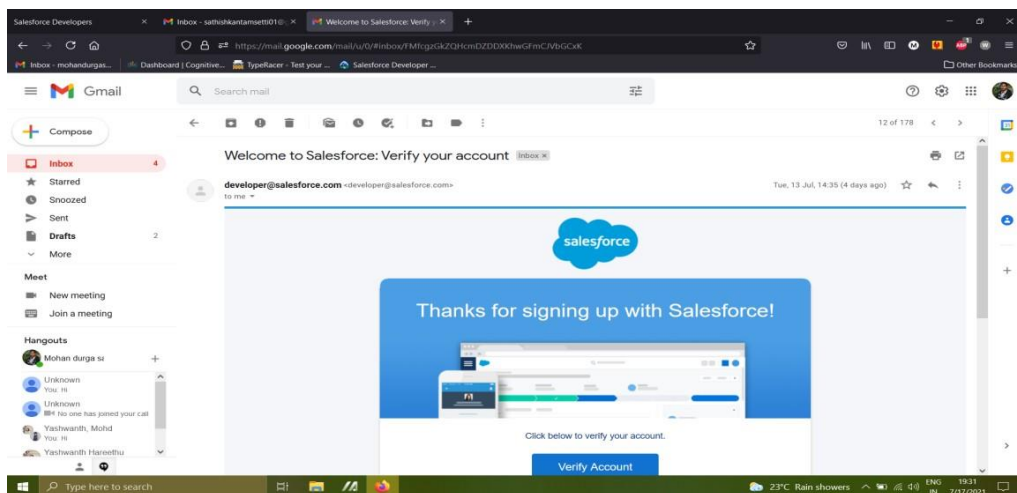 Salesforce Developers
Inbox - sathishkantamsetti01@
Welcome to Salesforce: Verify y
https://mail.google.com/mail/u/0/#inbox/FMfcgzGkZQHcmDZDDXKhwGFmCJVbGCxK
Inbox - mohandurgas...
Dashboard | Cognitive...
TypeRacer - Test your ...
Salesforce Developer ...
Other Bookmarks
Gmail
Search mail
Compose
12 of 178
Inbox 4
Starred
Snoozed
Sent
Drafts 2
More
Meet
New meeting
Join a meeting
Hangouts
Mohan durga sa
Unknown
You: Hi
Unknown
No one has joined your call
Yashwanth, Mohd
You: Hi
Yashwanth Hareethu
Welcome to Salesforce: Verify your account Inbox ×
developer@salesforce.com <developer@salesforce.com>
Tue, 13 Jul, 14:35 (4 days ago)
to me
salesforce
Thanks for signing up with Salesforce!
Click below to verify your account.
Verify Account
Type here to search
23°C Rain showers
ENG
IN
19:31
7/17/2021